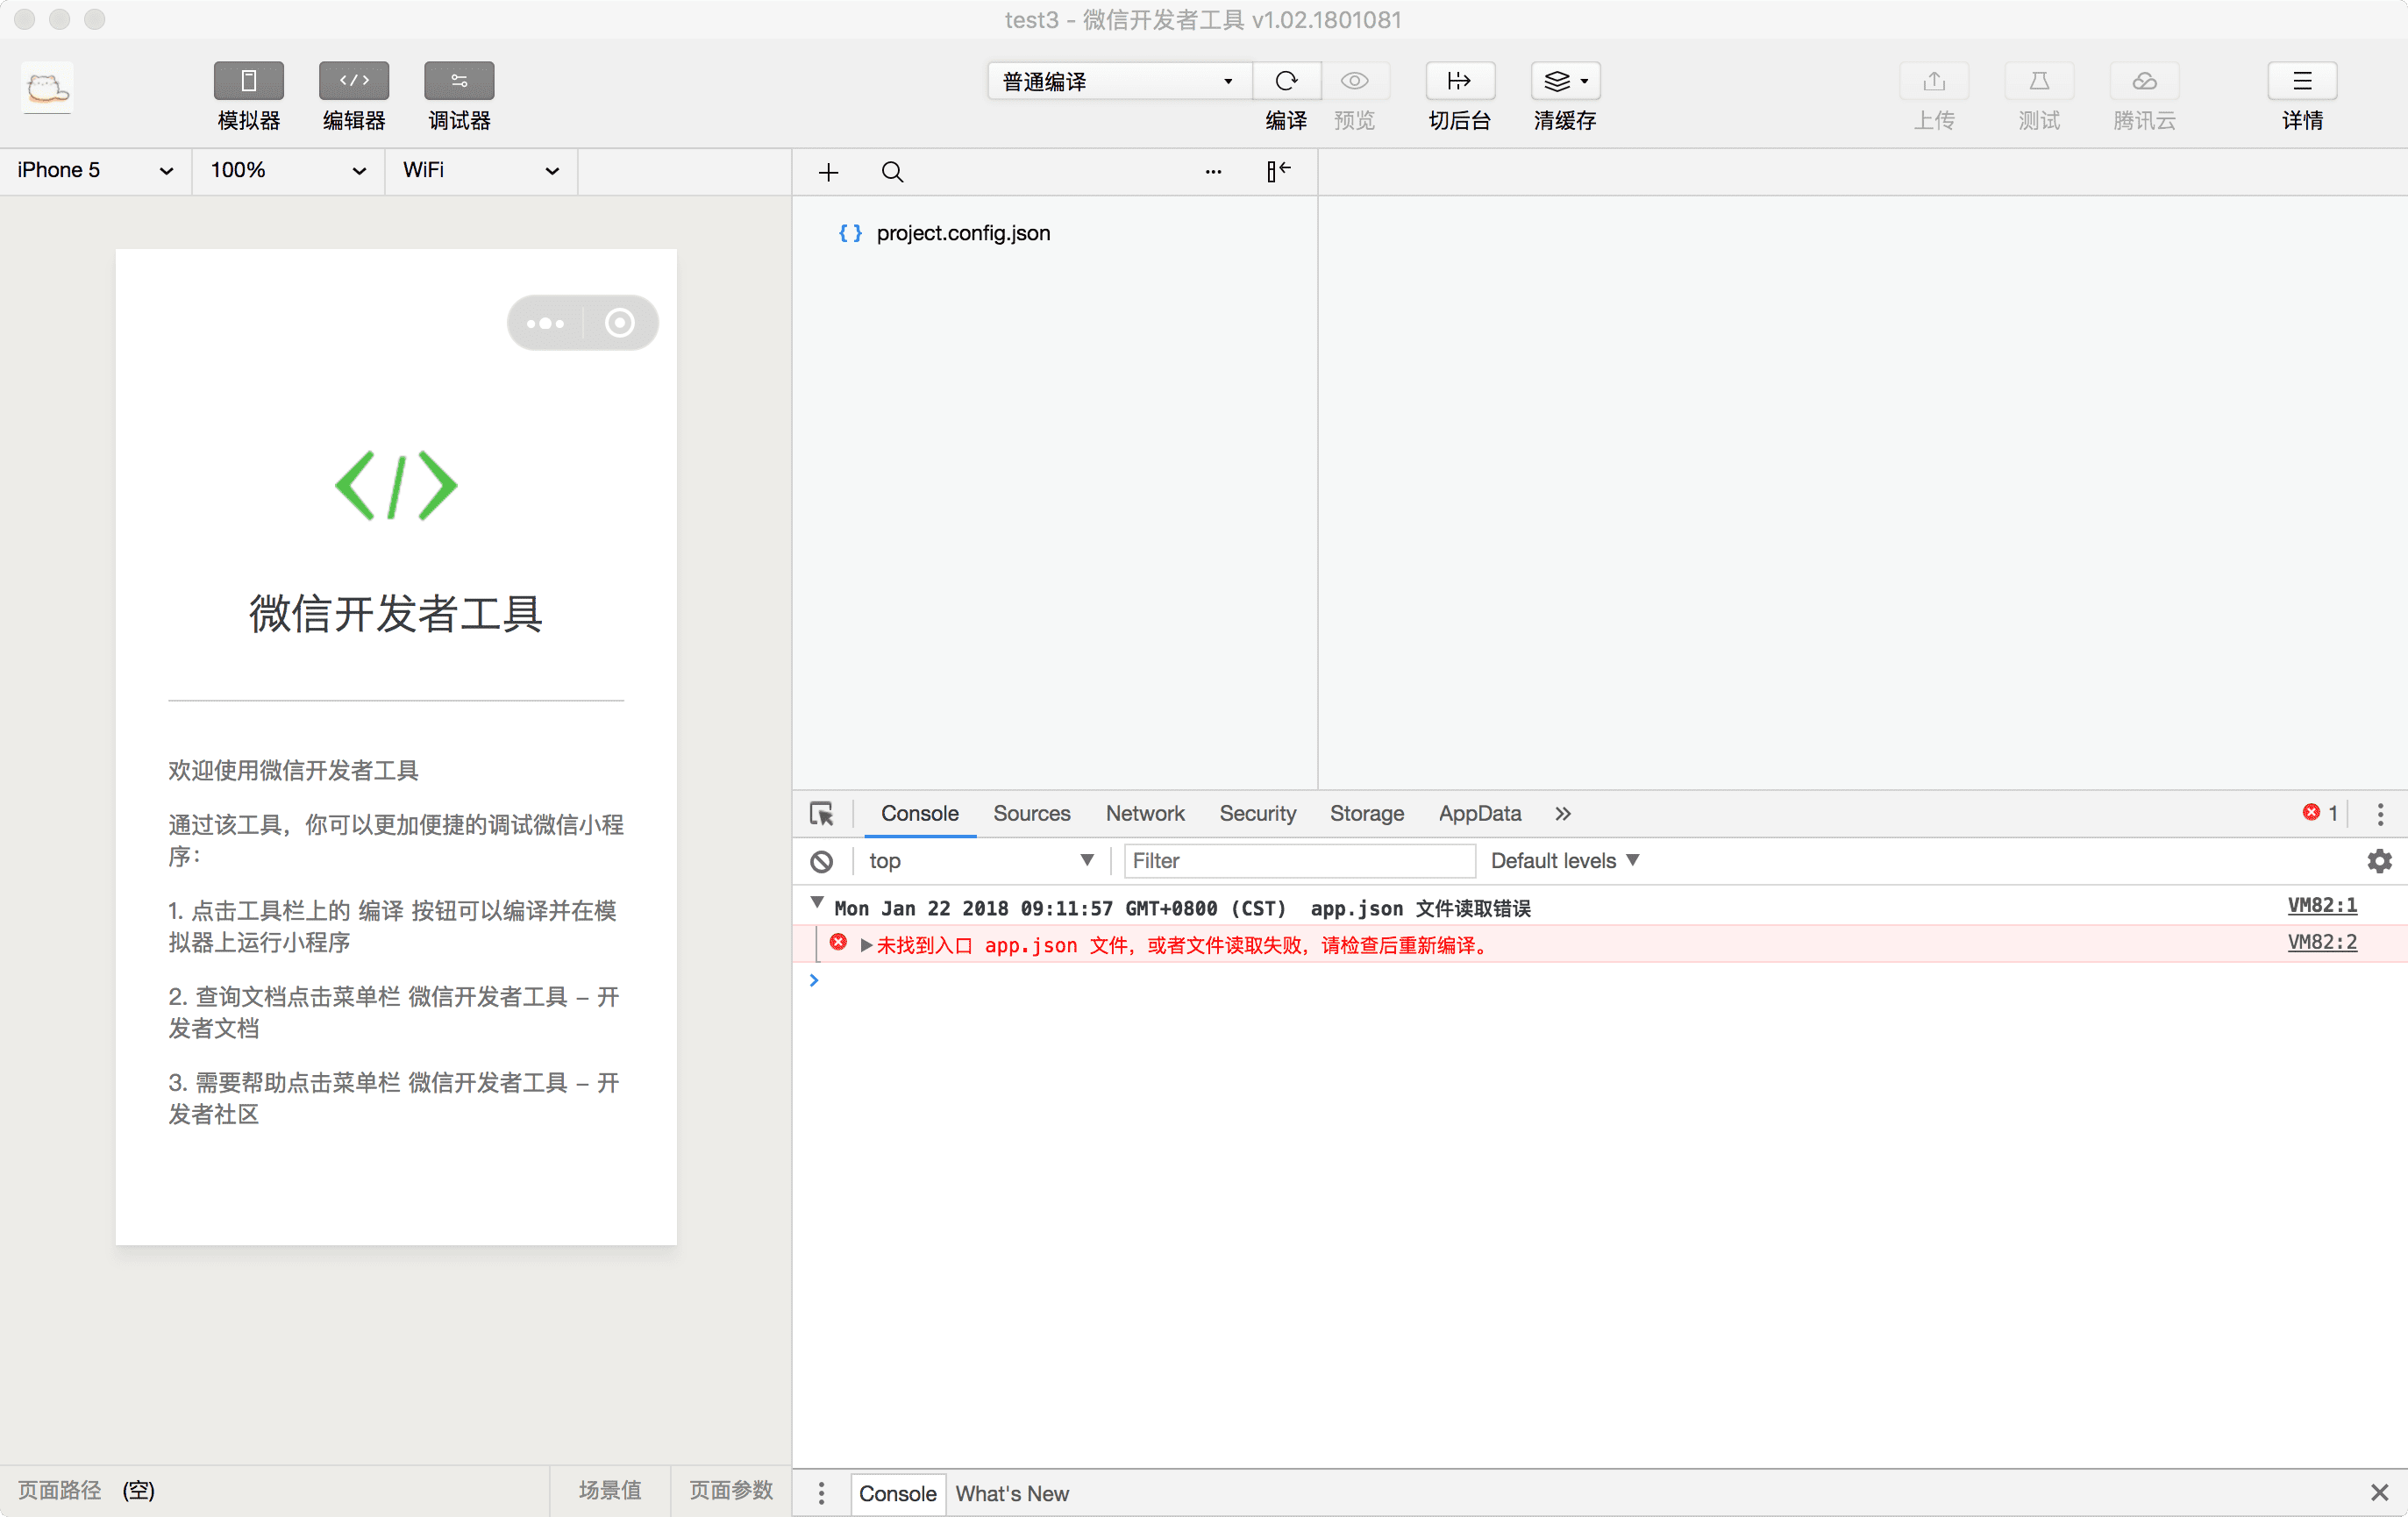 test3 - 微信开发者工具 v1.02.1801081
模拟器
编辑器
调试器
普通编译
编译
预览
切后台
清缓存
上传
测试
腾讯云
详情
iPhone 5
100%
WiFi
project.config.json
微信开发者工具
欢迎使用微信开发者工具
通过该工具，你可以更加便捷的调试微信小程
序：
1. 点击工具栏上的 编译 按钮可以编译并在模
拟器上运行小程序
2. 查询文档点击菜单栏 微信开发者工具 – 开
发者文档
3. 需要帮助点击菜单栏 微信开发者工具 – 开
发者社区
页面路径 (空)
场景值
页面参数
Console
Sources
Network
Security
Storage
AppData
1
top
Filter
Default levels
Mon Jan 22 2018 09:11:57 GMT+0800 (CST) app.json 文件读取错误
VM82:1
未找到入口 app.json 文件，或者文件读取失败，请检查后重新编译。
VM82:2
Console
What's New